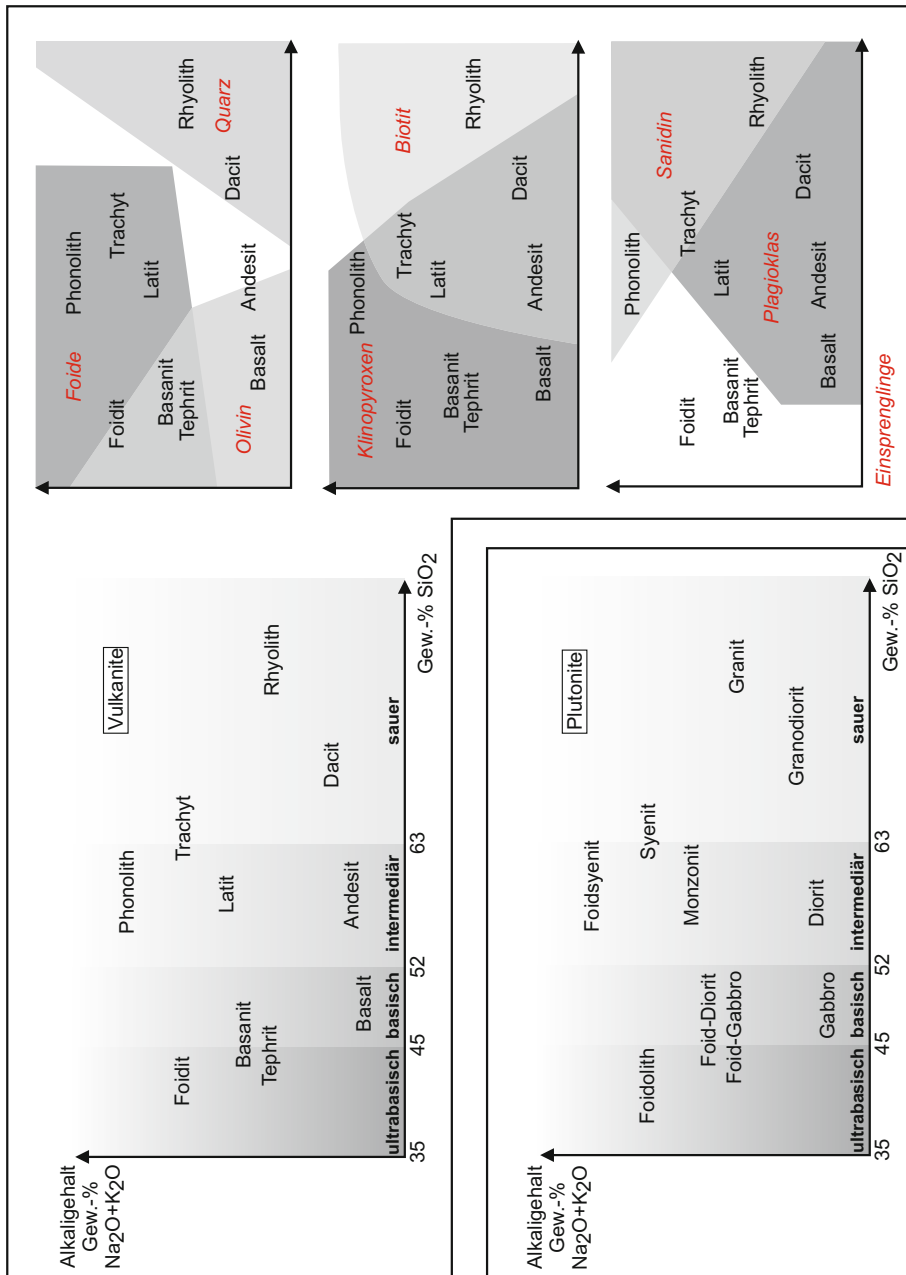 Alkaligehalt
Gew.-%
Na2O+K2O
Vulkanite
Phonolith
Trachyt
Foidit
Latit
Basanit
Tephrit
Rhyolith
Dacit
Andesit
Basalt
ultrabasisch
basisch
intermediär
sauer
35
45
52
63
Gew.-% SiO2
Foide
Phonolith
Trachyt
Foidit
Latit
Basanit
Tephrit
Rhyolith
Quarz
Dacit
Olivin
Basalt
Andesit
Klinopyroxen
Phonolith
Biotit
Foidit
Trachyt
Latit
Basanit
Tephrit
Rhyolith
Dacit
Basalt
Andesit
Phonolith
Sanidin
Foidit
Trachyt
Latit
Basanit
Tephrit
Rhyolith
Plagioklas
Dacit
Basalt
Andesit
Einsprenglinge
Alkaligehalt
Gew.-%
Na2O+K2O
Plutonite
Foidsyenit
Foidolith
Syenit
Monzonit
Foid-Diorit
Foid-Gabbro
Granit
Granodiorit
Diorit
Gabbro
ultrabasisch
basisch
intermediär
sauer
35
45
52
63
Gew.-% SiO2